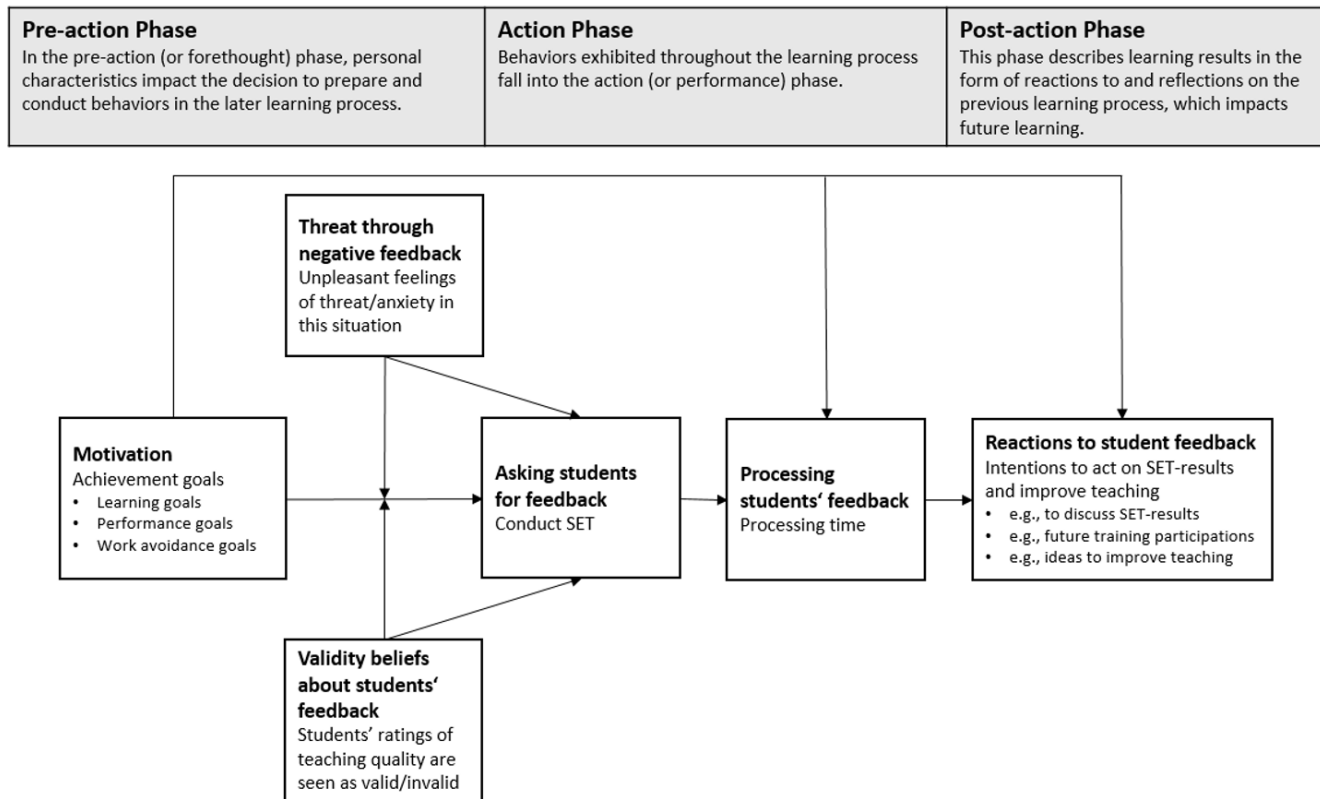 Pre-action Phase
In the pre-action (or forethought) phase, personal
characteristics impact the decision to prepare and
conduct behaviors in the later learning process.
Action Phase
Behaviors exhibited throughout the learning process
fall into the action (or performance) phase.
Post-action Phase
This phase describes learning results in the
form of reactions to and reflections on the
previous learning process, which impacts
future learning.
Threat through
negative feedback
Unpleasant feelings
of threat/anxiety in
this situation
Motivation
Achievement goals
• Learning goals
• Performance goals
• Work avoidance goals
Asking students
for feedback
Conduct SET
Processing
students‘ feedback
Processing time
Reactions to student feedback
Intentions to act on SET-results
and improve teaching
• e.g., to discuss SET-results
• e.g., future training participations
• e.g., ideas to improve teaching
Validity beliefs
about students‘
feedback
Students’ ratings of
teaching quality are
seen as valid/invalid